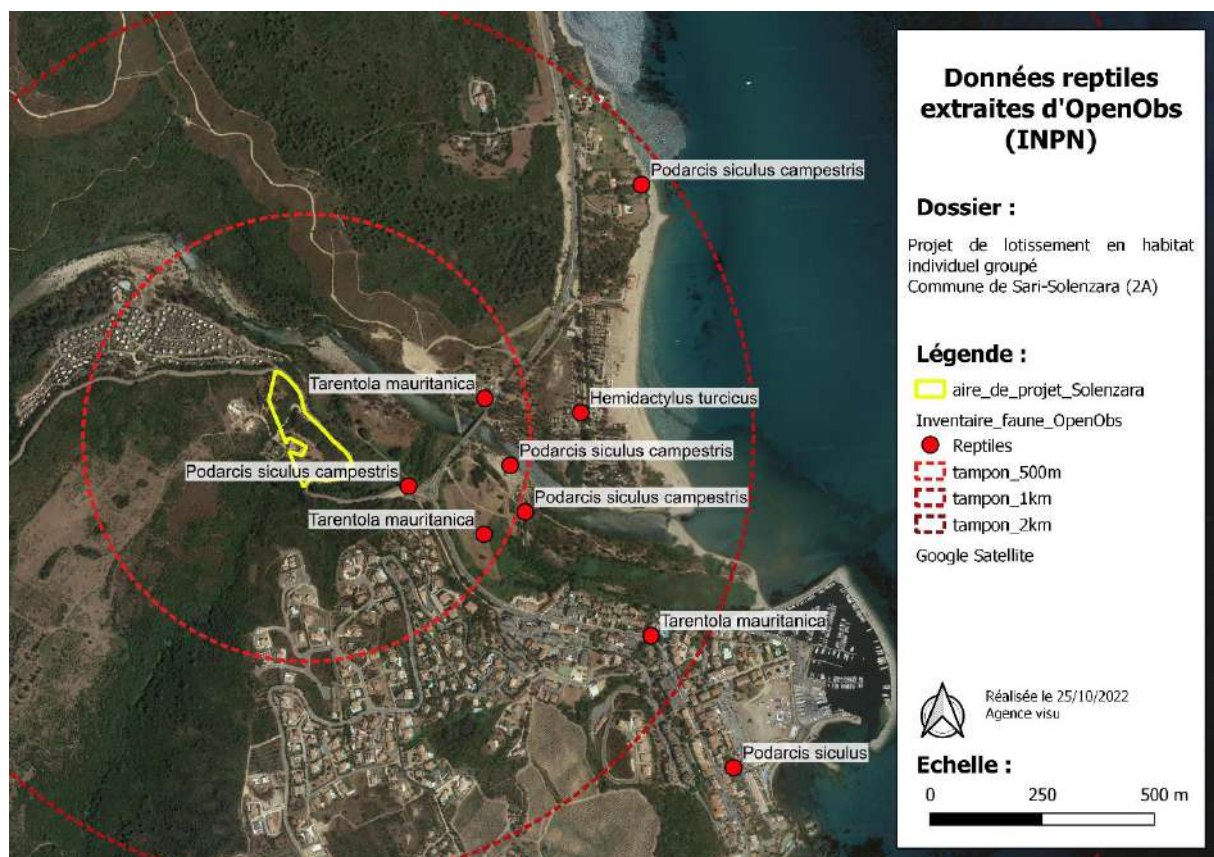 Podarcis siculus campestris
Tarentola mauritanica
Hemidactylus turcicus
Podarcis siculus campestris
Podarcis siculus campestris
Podarcis siculus campestris
Tarentola mauritanica
Tarentola mauritanica
Podarcis siculus
Données reptiles
extraites d'OpenObs
(INPN)
Dossier :
Projet de lotissement en habitat
individuel groupé
Commune de Sari-Solenzara (2A)
Légende :
aire_de_projet_Solenzara
Inventaire_faune_OpenObs
Reptiles
tampon_500m
tampon_1km
tampon_2km
Google Satellite
Réalisée le 25/10/2022
Agence visu
Echelle :
0 250 500 m